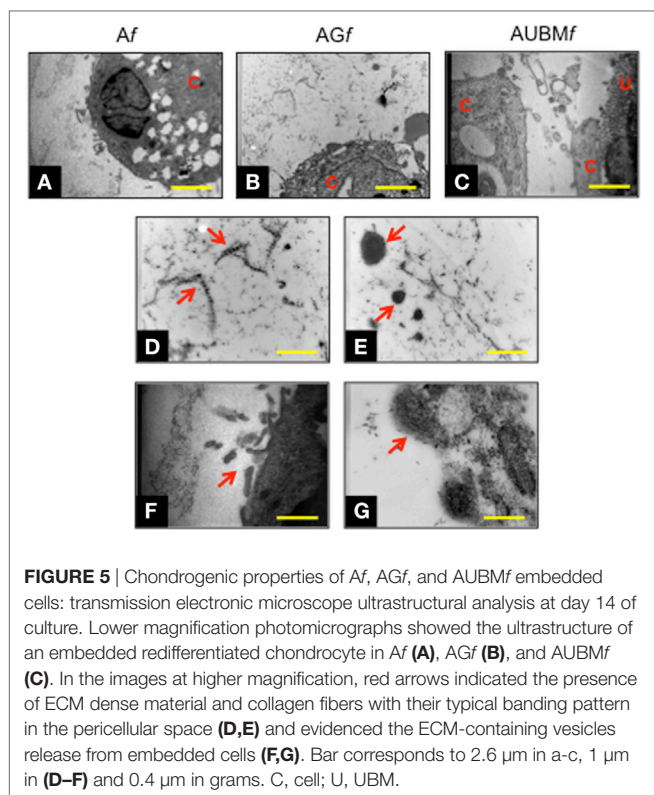 Af AGf AUBMf
C C U
C C
A B C
D E
F G
FIGURE 5 | Chondrogenic properties of Af, AGf, and AUBMf embedded
cells: transmission electronic microscope ultrastructural analysis at day 14 of
culture. Lower magnification photomicrographs showed the ultrastructure of
an embedded redifferentiated chondrocyte in Af (A), AGf (B), and AUBMf
(C). In the images at higher magnification, red arrows indicated the presence
of ECM dense material and collagen fibers with their typical banding pattern
in the pericellular space (D,E) and evidenced the ECM-containing vesicles
release from embedded cells (F,G). Bar corresponds to 2.6 µm in a-c, 1 µm
in (D–F) and 0.4 µm in grams. C, cell; U, UBM.